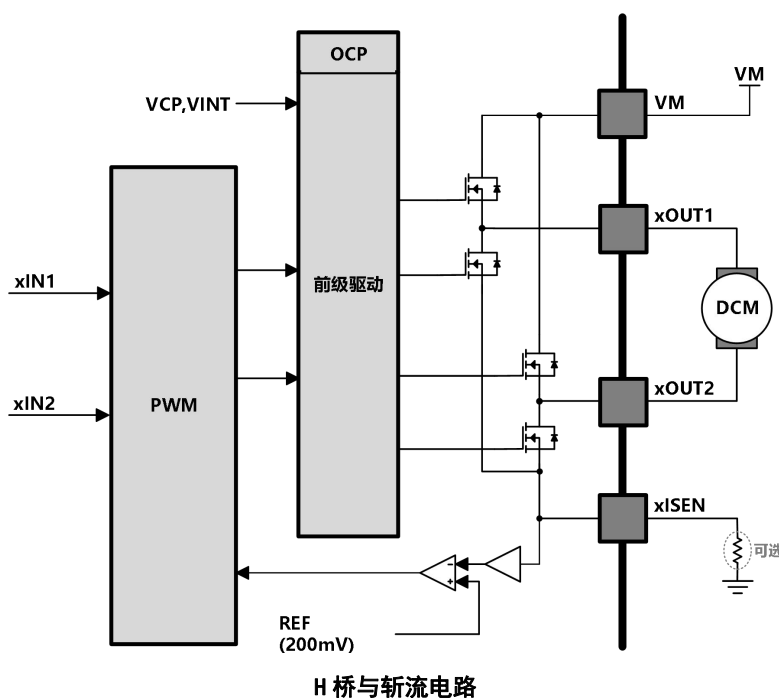 OCP
VCP,VINT
VM
VM
xOUT1
xIN1
前级驱动
DCM
xIN2
PWM
xOUT2
xISEN
可选
-
+
REF
(200mV)
H 桥与斩流电路